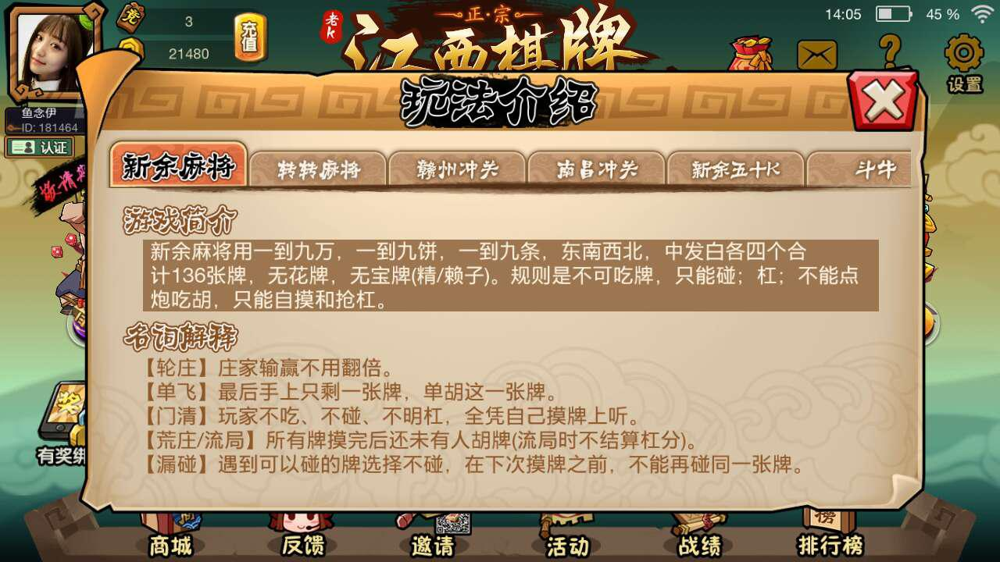 券
3
21480
充值
老K
正·宗
江西棋牌
14:05
45 %
设置
鱼念伊
ID: 181464
认证
邀请
玩法介绍
新余麻将
转转麻将
赣州冲关
南昌冲关
新余五十K
斗牛
游戏简介
新余麻将用一到九万，一到九饼，一到九条，东南西北，中发白各四个合
计136张牌，无花牌，无宝牌(精/赖子)。规则是不可吃牌，只能碰；杠；不能点
炮吃胡，只能自摸和抢杠。
名词解释
【轮庄】庄家输赢不用翻倍。
【单飞】最后手上只剩一张牌，单胡这一张牌。
【门清】玩家不吃、不碰、不明杠，全凭自己摸牌上听。
【荒庄/流局】所有牌摸完后还未有人胡牌(流局时不结算杠分)。
【漏碰】遇到可以碰的牌选择不碰，在下次摸牌之前，不能再碰同一张牌。
奖
有奖绑
榜
商城
反馈
邀请
活动
战绩
排行榜